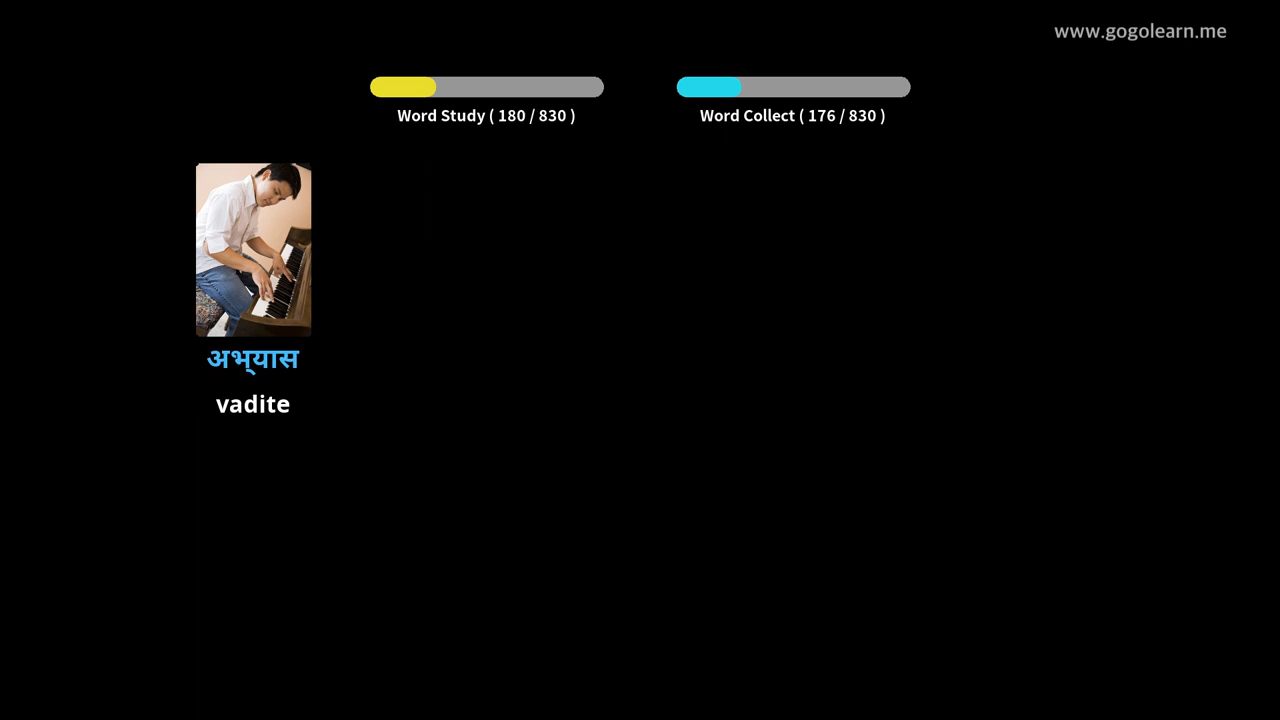 www.gogolearn.me
Word Study ( 180 / 830 )
Word Collect ( 176 / 830 )
अभ्यास
vadite